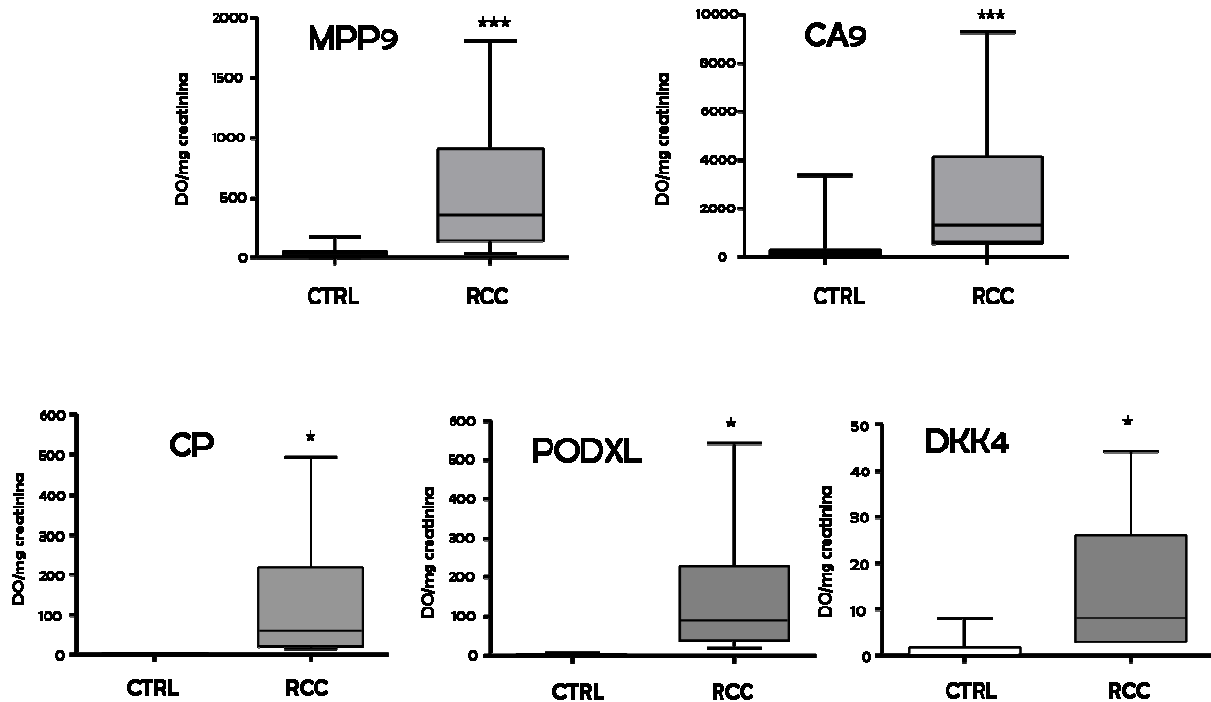 MPP9
***
2000
1500
1000
500
0
DO/mg creatinina
CTRL
RCC
CA9
***
10000
8000
6000
4000
2000
0
DO/mg creatinina
CTRL
RCC
CP
*
600
500
400
300
200
100
0
DO/mg creatinina
CTRL
RCC
PODXL
*
600
500
400
300
200
100
0
DO/mg creatinina
CTRL
RCC
DKK4
*
50
40
30
20
10
0
DO/mg creatinina
CTRL
RCC